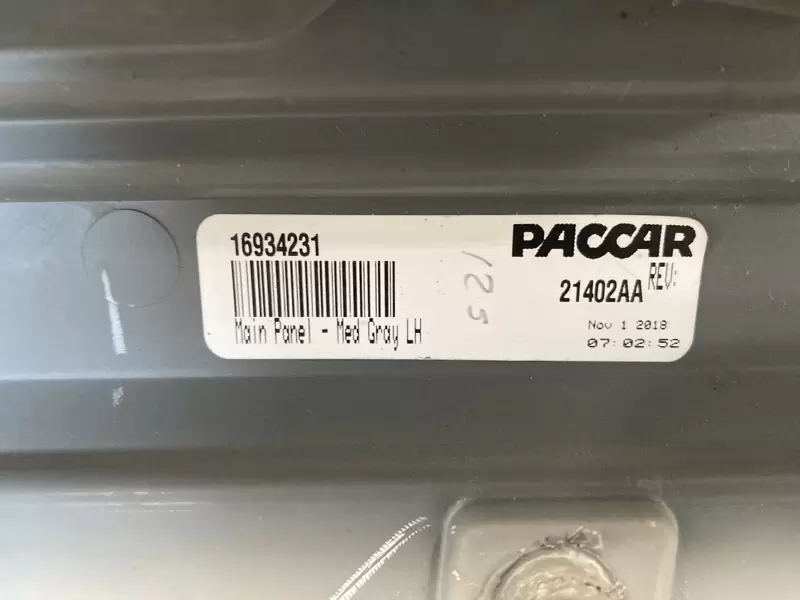 16934231
PACCAR
125
REV:
21402AA
Main Panel - Med Gray LH
Nov 1 2018
07:02:52